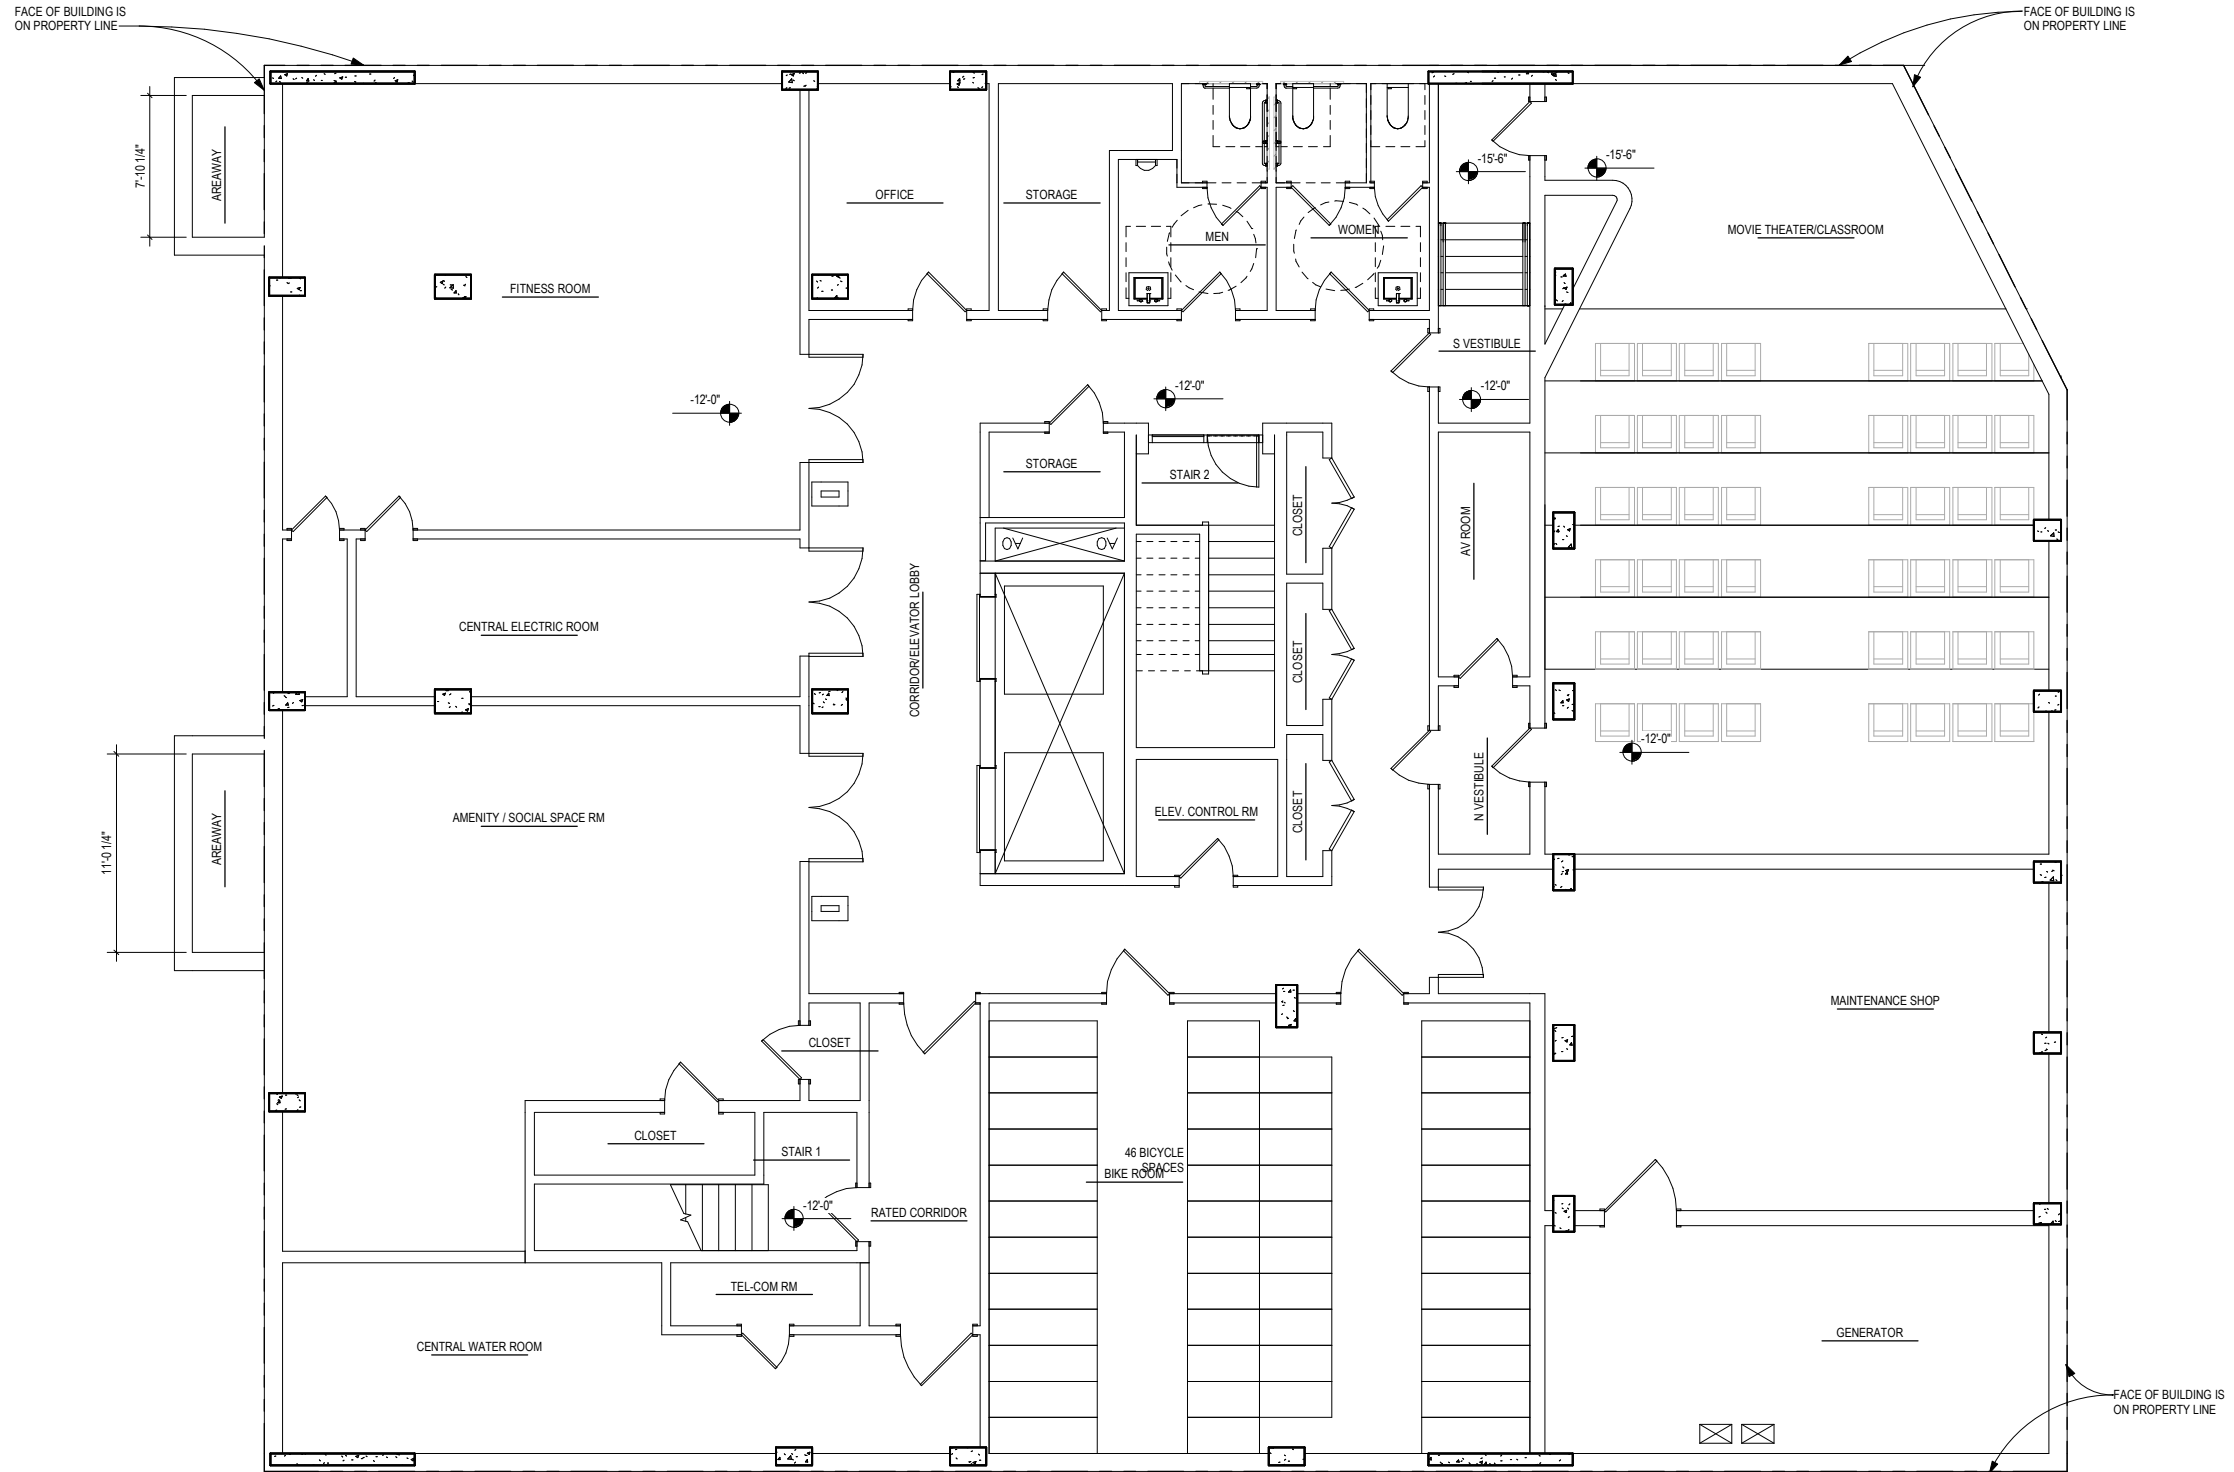 FACE OF BUILDING IS
ON PROPERTY LINE
FACE OF BUILDING IS
ON PROPERTY LINE
7'-10 1/4"
AREAWAY
OFFICE
STORAGE
MEN
WOMEN
-15'-6"
-15'-6"
MOVIE THEATER/CLASSROOM
FITNESS ROOM
S VESTIBULE
-12'-0"
-12'-0"
-12'-0"
STORAGE
STAIR 2
CLOSET
AV ROOM
AO
AO
CORRIDOR/ELEVATOR LOBBY
CENTRAL ELECTRIC ROOM
CLOSET
-12'-0"
N VESTIBULE
11'-0 1/4"
AREAWAY
AMENITY / SOCIAL SPACE RM
ELEV. CONTROL RM
CLOSET
MAINTENANCE SHOP
CLOSET
CLOSET
STAIR 1
46 BICYCLE
SPACES
BIKE ROOM
-12'-0"
RATED CORRIDOR
TEL-COM RM
CENTRAL WATER ROOM
GENERATOR
FACE OF BUILDING IS
ON PROPERTY LINE